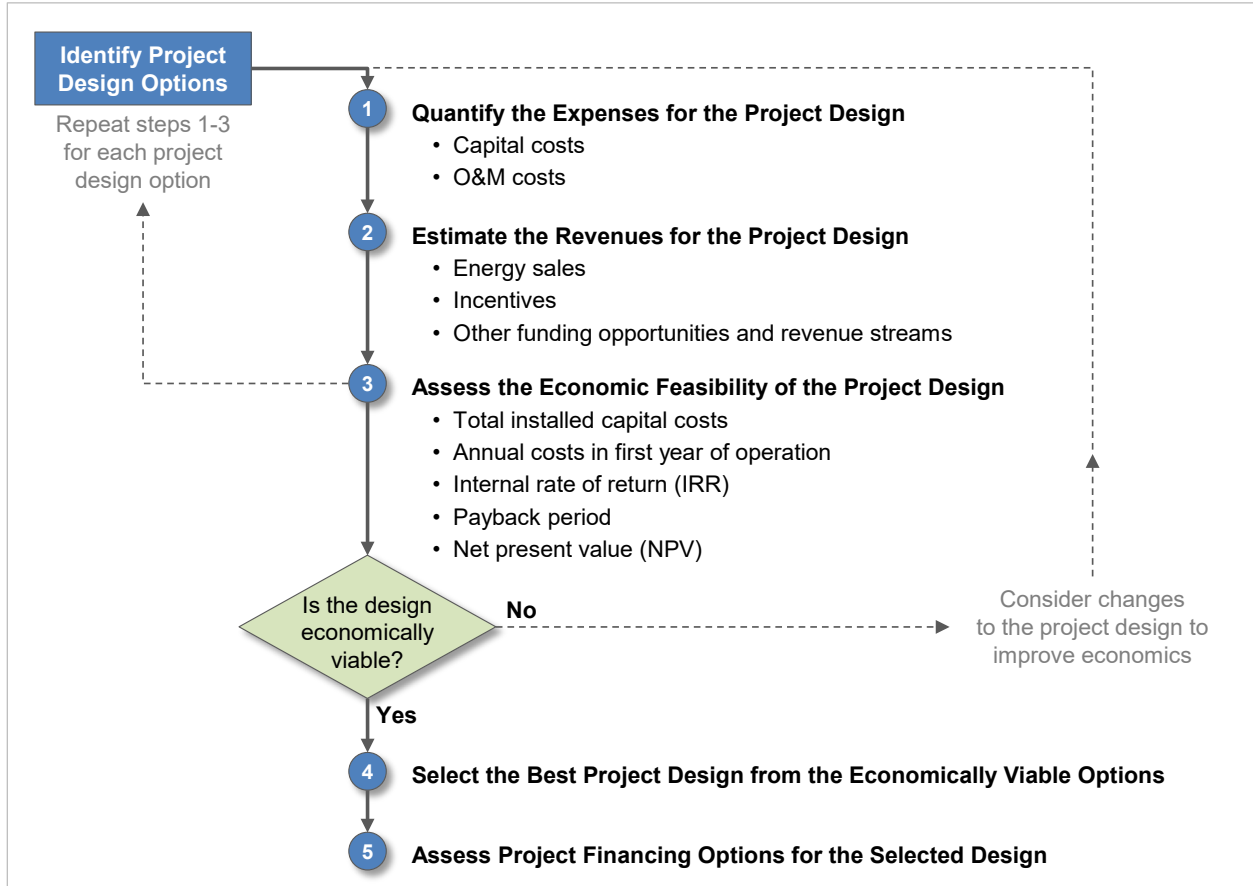 Identify Project
Design Options
Repeat steps 1-3
for each project
design option
1
Quantify the Expenses for the Project Design
• Capital costs
• O&M costs
2
Estimate the Revenues for the Project Design
• Energy sales
• Incentives
• Other funding opportunities and revenue streams
3
Assess the Economic Feasibility of the Project Design
• Total installed capital costs
• Annual costs in first year of operation
• Internal rate of return (IRR)
• Payback period
• Net present value (NPV)
Is the design
economically
viable?
No
Consider changes
to the project design to
improve economics
Yes
4
Select the Best Project Design from the Economically Viable Options
5
Assess Project Financing Options for the Selected Design